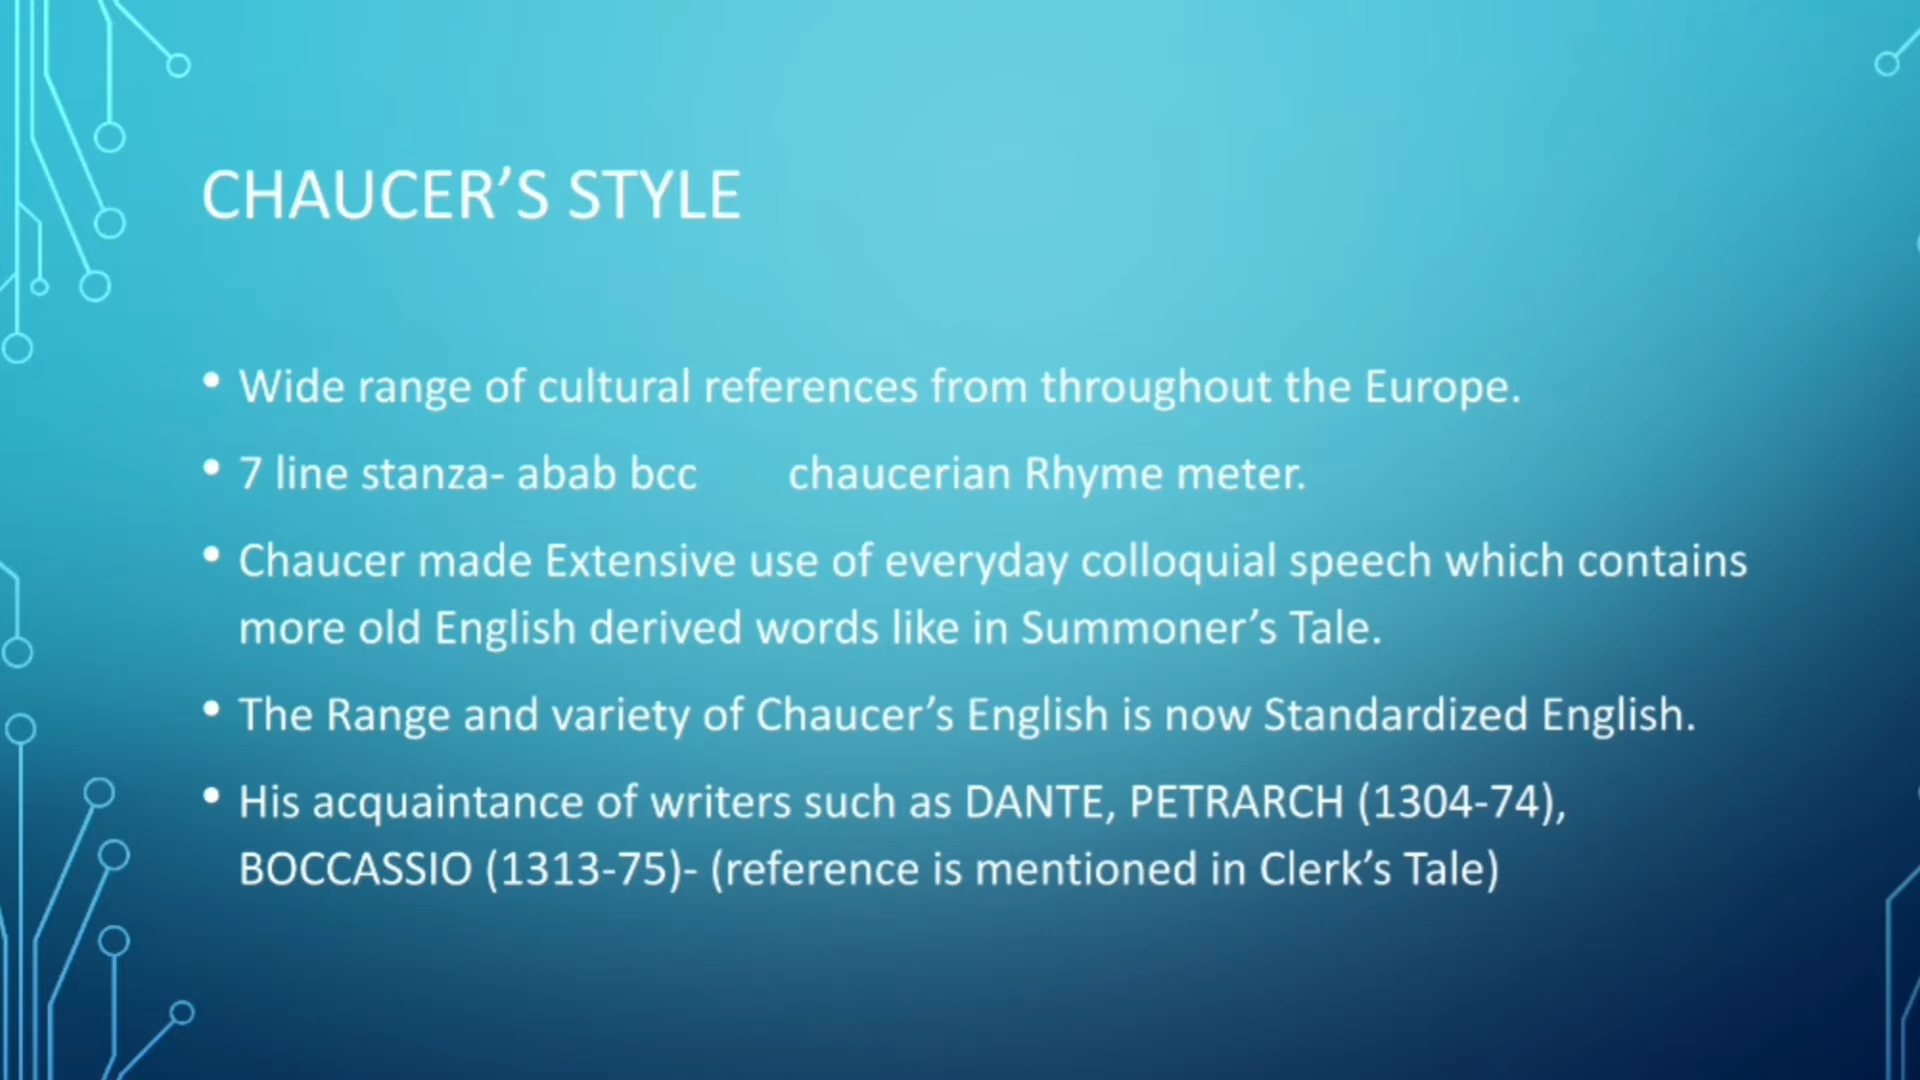 CHAUCER’S STYLE
• Wide range of cultural references from throughout the Europe.
• 7 line stanza- abab bcc chaucerian Rhyme meter.
• Chaucer made Extensive use of everyday colloquial speech which contains
more old English derived words like in Summoner’s Tale.
• The Range and variety of Chaucer’s English is now Standardized English.
• His acquaintance of writers such as DANTE, PETRARCH (1304-74),
BOCCASSIO (1313-75)- (reference is mentioned in Clerk’s Tale)